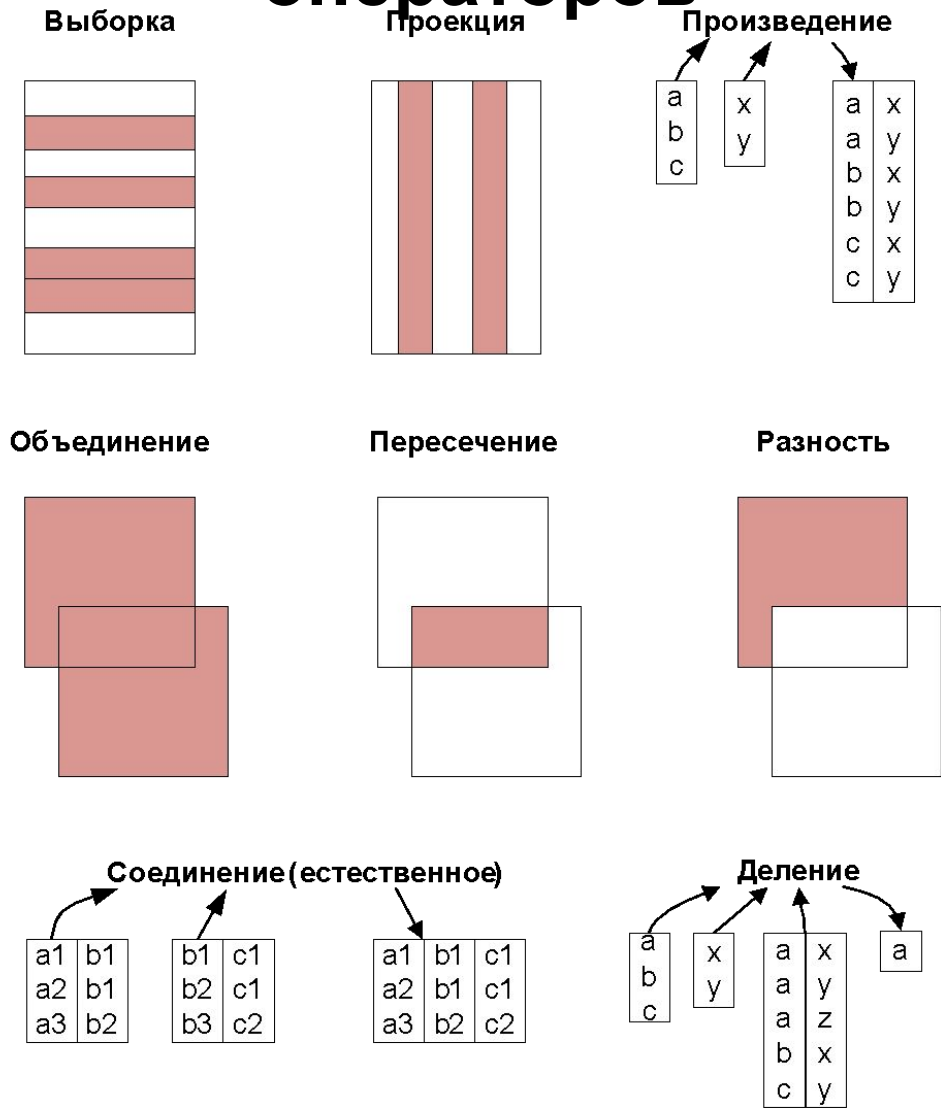 операторов
Выборка
Проекция
Произведение
a
b
c
x
y
a x
a y
b x
b y
c x
c y
Объединение
Пересечение
Разность
Соединение (естественное)
a1 b1
a2 b1
a3 b2
b1 c1
b2 c1
b3 c2
a1 b1 c1
a2 b1 c1
a3 b2 c2
Деление
a
b
c
x
y
a x
a y
a z
b x
c y
a